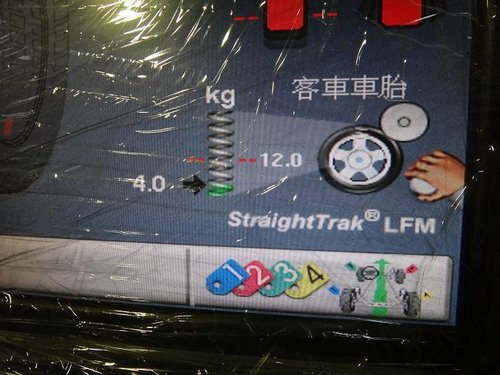 客車車胎
kg
12.0
4.0
StraightTrak® LFM
1 2 3 4